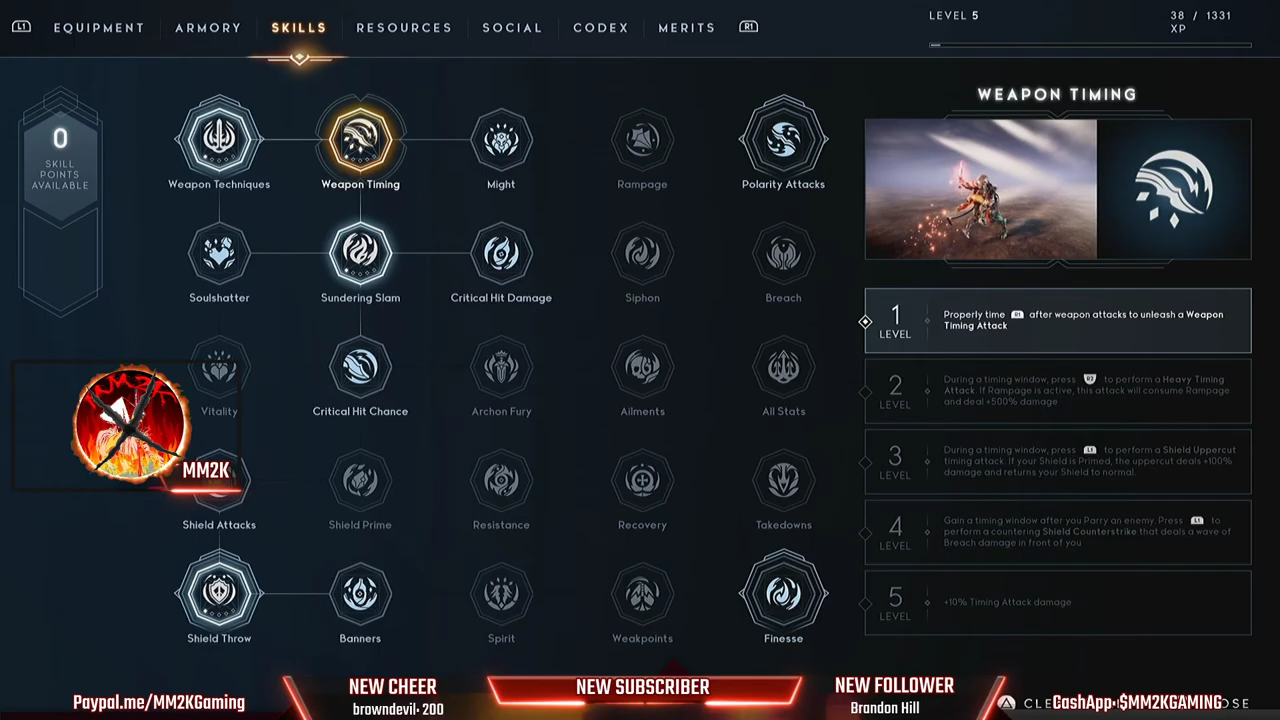 L1 EQUIPMENT ARMORY SKILLS RESOURCES SOCIAL CODEX MERITS R1
LEVEL 5
38 / 1331 XP
0
SKILL
POINTS
AVAILABLE
Weapon Techniques Weapon Timing Might Rampage Polarity Attacks
Soulshatter Sundering Slam Critical Hit Damage Siphon Breach
Vitality Critical Hit Chance Archon Fury Ailments All Stats
MM2K
MM2K
Shield Attacks Shield Prime Resistance Recovery Takedowns
Shield Throw Banners Spirit Weakpoints Finesse
WEAPON TIMING
1
LEVEL
Properly time R1 after weapon attacks to unleash a Weapon
Timing Attack
2
LEVEL
During a timing window, press R2 to perform a Heavy Timing
Attack. If Rampage is active, this attack will consume Rampage
and deal +500% damage
3
LEVEL
During a timing window, press L1 to perform a Shield Uppercut
timing attack. If your Shield is Primed, the uppercut deals +100%
damage and returns your Shield to normal.
4
LEVEL
Gain a timing window after you Parry an enemy. Press L1 to
perform a countering Shield Counterstrike that deals a wave of
Breach damage in front of you
5
LEVEL
+10% Timing Attack damage
Paypal.me/MM2KGaming
NEW CHEER
browndevil: 200
NEW SUBSCRIBER
NEW FOLLOWER
Brandon Hill
CashApp:$MM2KGAMING